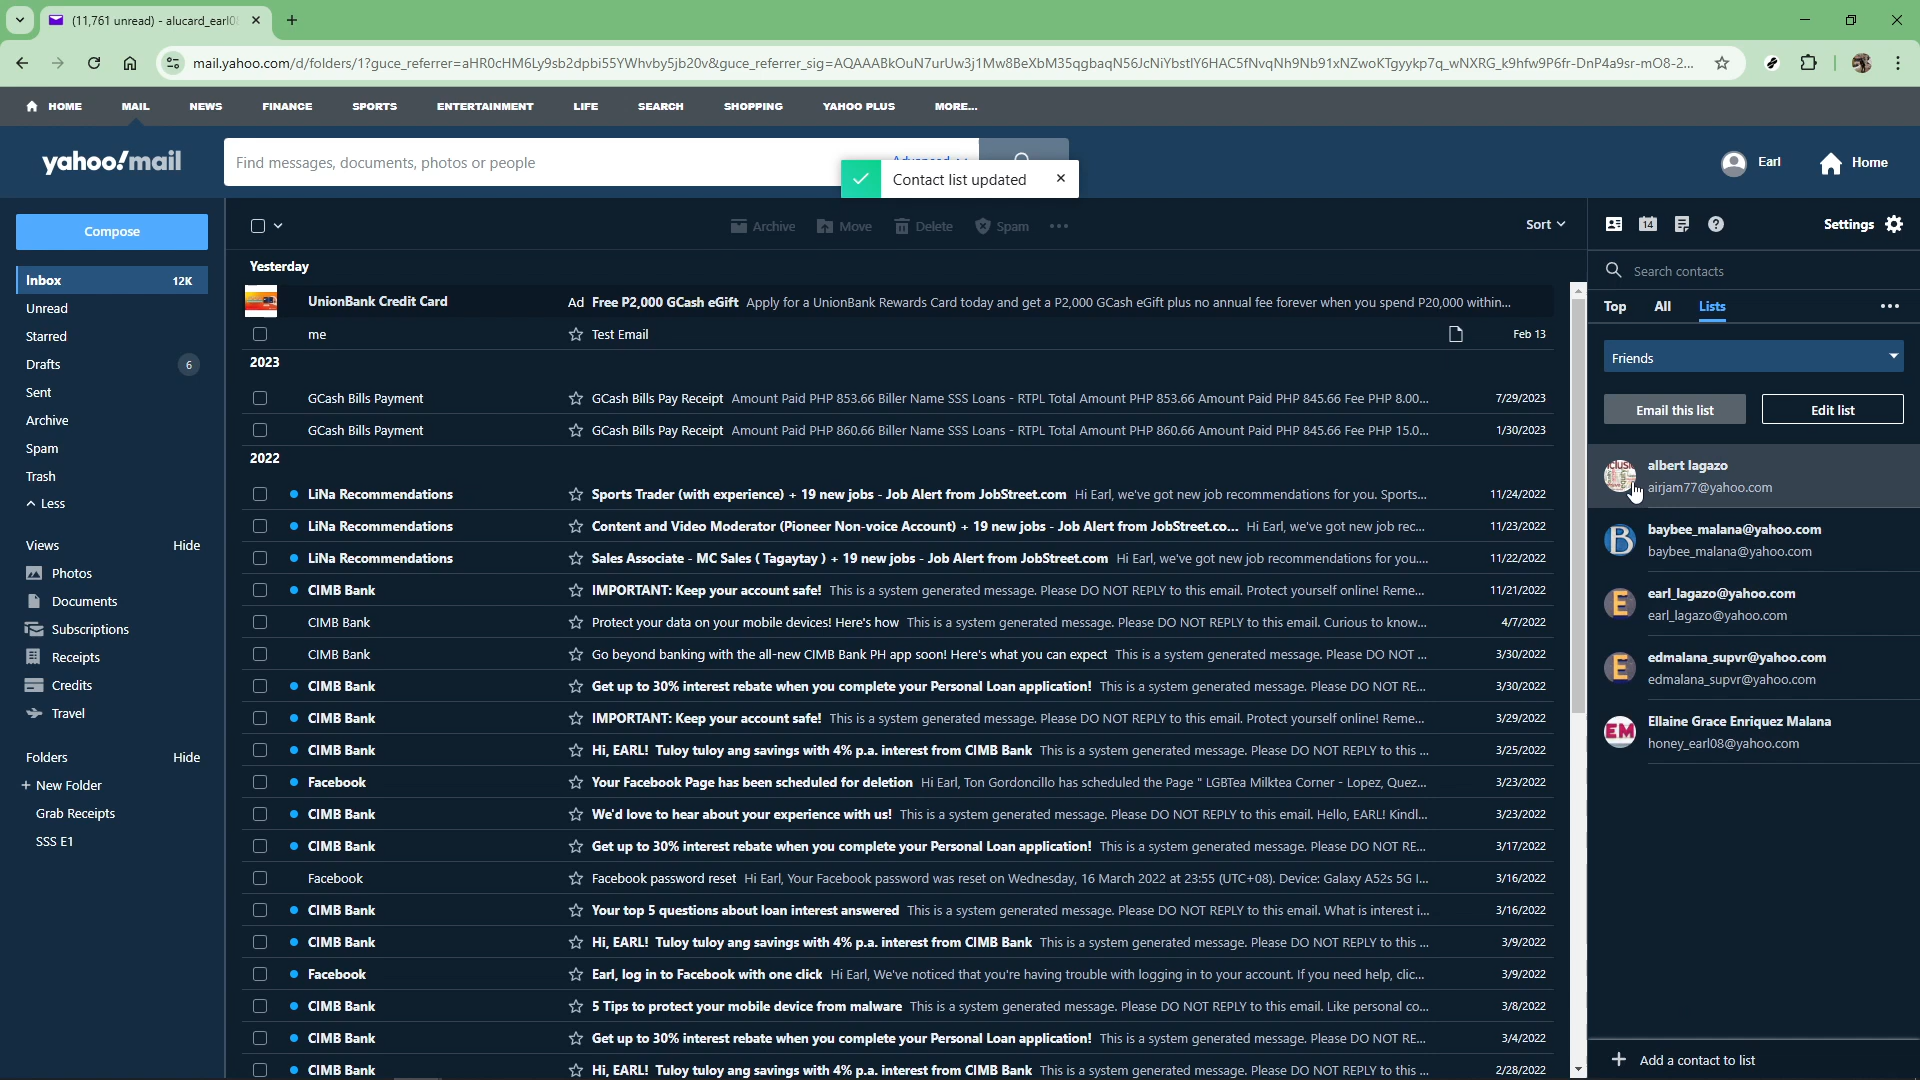 (11,761 unread) - alucard_earl0
mail.yahoo.com/d/folders/1?guce_referrer=aHR0cHM6Ly9sb2dpbi55YWhvby5jb20v&guce_referrer_sig=AQAAABkOuN7urUw3j1Mw8BeXbM35qgbaqN56JcNiYbstIY6HAC5fNvqNh9Nb91xNZwoKTgyykp7q_wNXRG_k9hfw9P6fr-DnP4a9sr-mO8-2...
HOME MAIL NEWS FINANCE SPORTS ENTERTAINMENT LIFE SEARCH SHOPPING YAHOO PLUS MORE...
yahoo!mail
Find messages, documents, photos or people
Contact list updated
Earl
Home
Compose
Inbox 12K
Unread
Starred
Drafts 6
Sent
Archive
Spam
Trash
Less
Views Hide
Photos
Documents
Subscriptions
Receipts
Credits
Travel
Folders Hide
+ New Folder
Grab Receipts
SSS E1
Archive Move Delete Spam Sort
Yesterday
UnionBank Credit Card Ad Free P2,000 GCash eGift Apply for a UnionBank Rewards Card today and get a P2,000 GCash eGift plus no annual fee forever when you spend P20,000 within...
me Test Email Feb 13
2023
GCash Bills Payment GCash Bills Pay Receipt Amount Paid PHP 853.66 Biller Name SSS Loans - RTPL Total Amount PHP 853.66 Amount Paid PHP 845.66 Fee PHP 8.00... 7/29/2023
GCash Bills Payment GCash Bills Pay Receipt Amount Paid PHP 860.66 Biller Name SSS Loans - RTPL Total Amount PHP 860.66 Amount Paid PHP 845.66 Fee PHP 15.0... 1/30/2023
2022
LiNa Recommendations Sports Trader (with experience) + 19 new jobs - Job Alert from JobStreet.com Hi Earl, we've got new job recommendations for you. Sports... 11/24/2022
LiNa Recommendations Content and Video Moderator (Pioneer Non-voice Account) + 19 new jobs - Job Alert from JobStreet.co... Hi Earl, we've got new job rec... 11/23/2022
LiNa Recommendations Sales Associate - MC Sales ( Tagaytay ) + 19 new jobs - Job Alert from JobStreet.com Hi Earl, we've got new job recommendations for you.... 11/22/2022
CIMB Bank IMPORTANT: Keep your account safe! This is a system generated message. Please DO NOT REPLY to this email. Protect yourself online! Reme... 11/21/2022
CIMB Bank Protect your data on your mobile devices! Here's how This is a system generated message. Please DO NOT REPLY to this email. Curious to know... 4/7/2022
CIMB Bank Go beyond banking with the all-new CIMB Bank PH app soon! Here's what you can expect This is a system generated message. Please DO NOT ... 3/30/2022
CIMB Bank Get up to 30% interest rebate when you complete your Personal Loan application! This is a system generated message. Please DO NOT RE... 3/30/2022
CIMB Bank IMPORTANT: Keep your account safe! This is a system generated message. Please DO NOT REPLY to this email. Protect yourself online! Reme... 3/29/2022
CIMB Bank Hi, EARL! Tuloy tuloy ang savings with 4% p.a. interest from CIMB Bank This is a system generated message. Please DO NOT REPLY to this ... 3/25/2022
Facebook Your Facebook Page has been scheduled for deletion Hi Earl, Ton Gordoncillo has scheduled the Page " LGBTea Milktea Corner - Lopez, Quez... 3/23/2022
CIMB Bank We'd love to hear about your experience with us! This is a system generated message. Please DO NOT REPLY to this email. Hello, EARL! Kindl... 3/23/2022
CIMB Bank Get up to 30% interest rebate when you complete your Personal Loan application! This is a system generated message. Please DO NOT RE... 3/17/2022
Facebook Facebook password reset Hi Earl, Your Facebook password was reset on Wednesday, 16 March 2022 at 23:55 (UTC+08). Device: Galaxy A52s 5G I... 3/16/2022
CIMB Bank Your top 5 questions about loan interest answered This is a system generated message. Please DO NOT REPLY to this email. What is interest i... 3/16/2022
CIMB Bank Hi, EARL! Tuloy tuloy ang savings with 4% p.a. interest from CIMB Bank This is a system generated message. Please DO NOT REPLY to this ... 3/9/2022
Facebook Earl, log in to Facebook with one click Hi Earl, We've noticed that you're having trouble with logging in to your account. If you need help, clic... 3/9/2022
CIMB Bank 5 Tips to protect your mobile device from malware This is a system generated message. Please DO NOT REPLY to this email. Like personal co... 3/8/2022
CIMB Bank Get up to 30% interest rebate when you complete your Personal Loan application! This is a system generated message. Please DO NOT RE... 3/4/2022
CIMB Bank Hi, EARL! Tuloy tuloy ang savings with 4% p.a. interest from CIMB Bank This is a system generated message. Please DO NOT REPLY to this ... 2/28/2022
14 Settings
Search contacts
Top All Lists
Friends
Email this list Edit list
albert lagazo
airjam77@yahoo.com
B baybee_malana@yahoo.com
baybee_malana@yahoo.com
E earl_lagazo@yahoo.com
earl_lagazo@yahoo.com
E edmalana_supvr@yahoo.com
edmalana_supvr@yahoo.com
EM Ellaine Grace Enriquez Malana
honey_earl08@yahoo.com
+ Add a contact to list